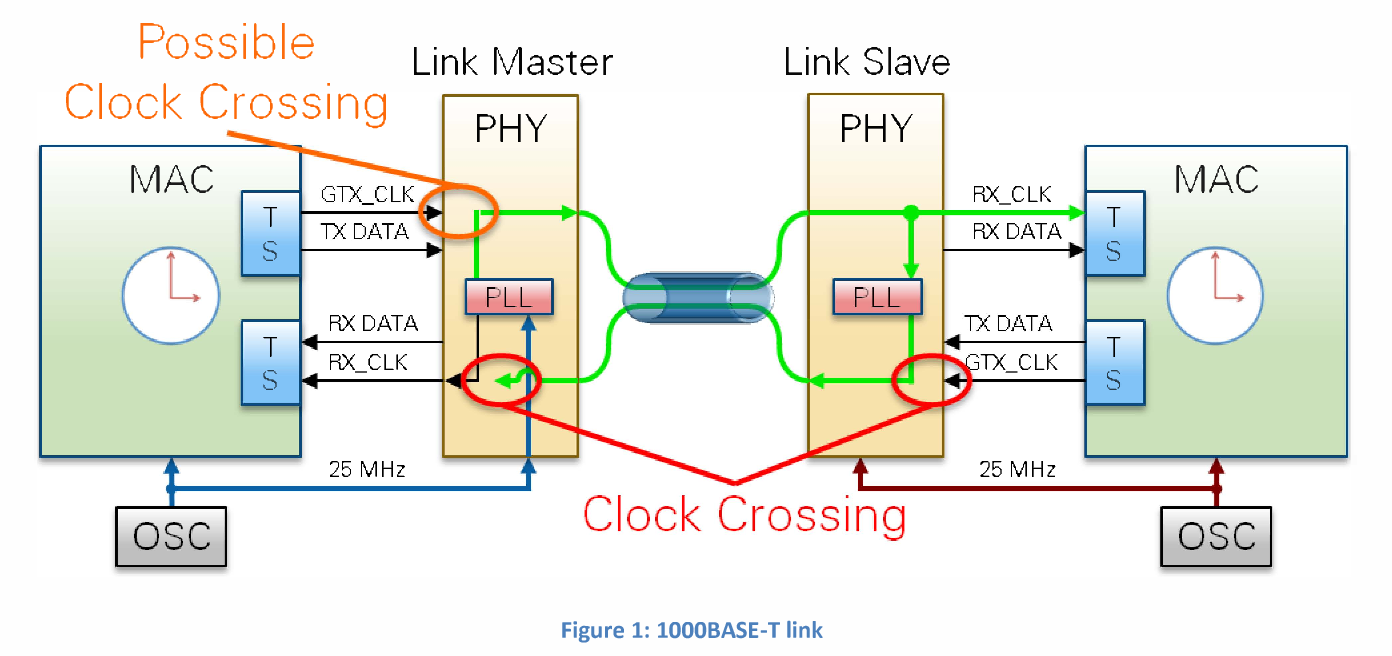 Possible
Clock Crossing
Link Master
Link Slave
PHY
PHY
MAC
MAC
T
S
GTX_CLK
TX DATA
RX_CLK
RX DATA
T
S
PLL
PLL
T
S
RX DATA
RX_CLK
TX DATA
GTX_CLK
T
S
25 MHz
25 MHz
Clock Crossing
OSC
OSC
Figure 1: 1000BASE-T link